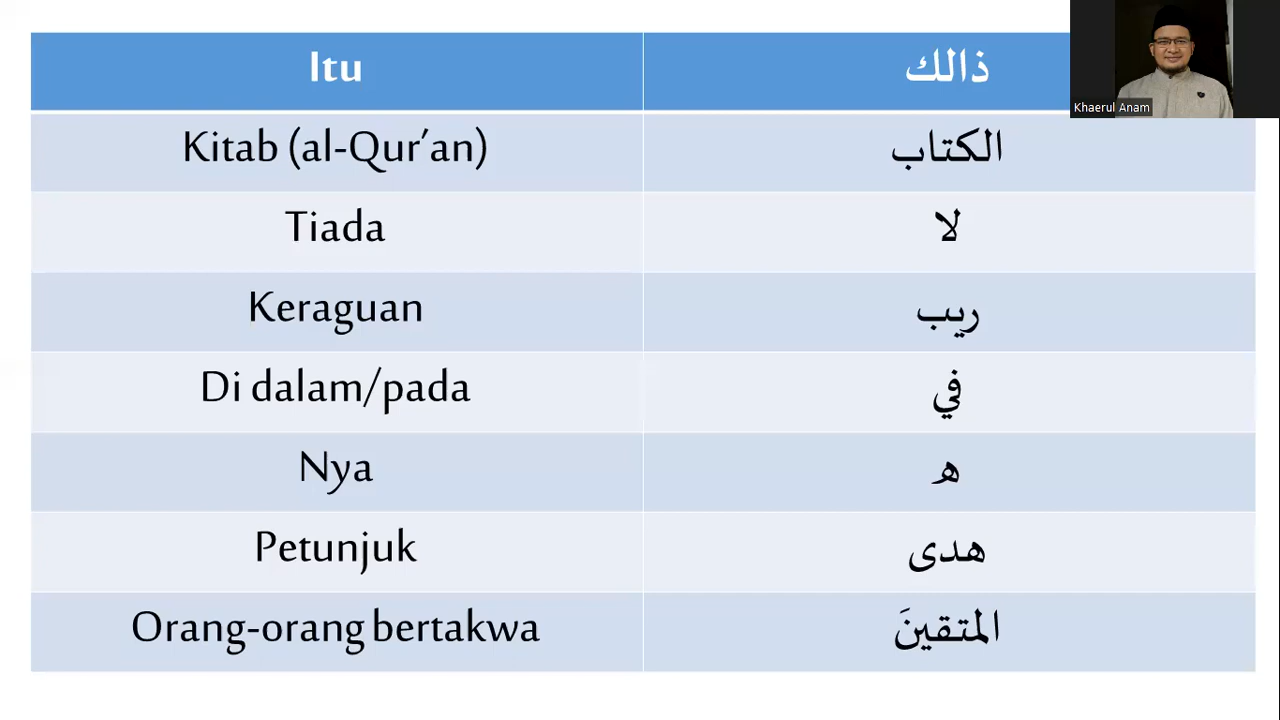 Itu ذالك
Khaerul Anam
Kitab (al-Qur’an) الكتاب
Tiada لا
Keraguan ريب
Di dalam/pada في
Nya ه
Petunjuk هدى
Orang-orang bertakwa المتقينَ